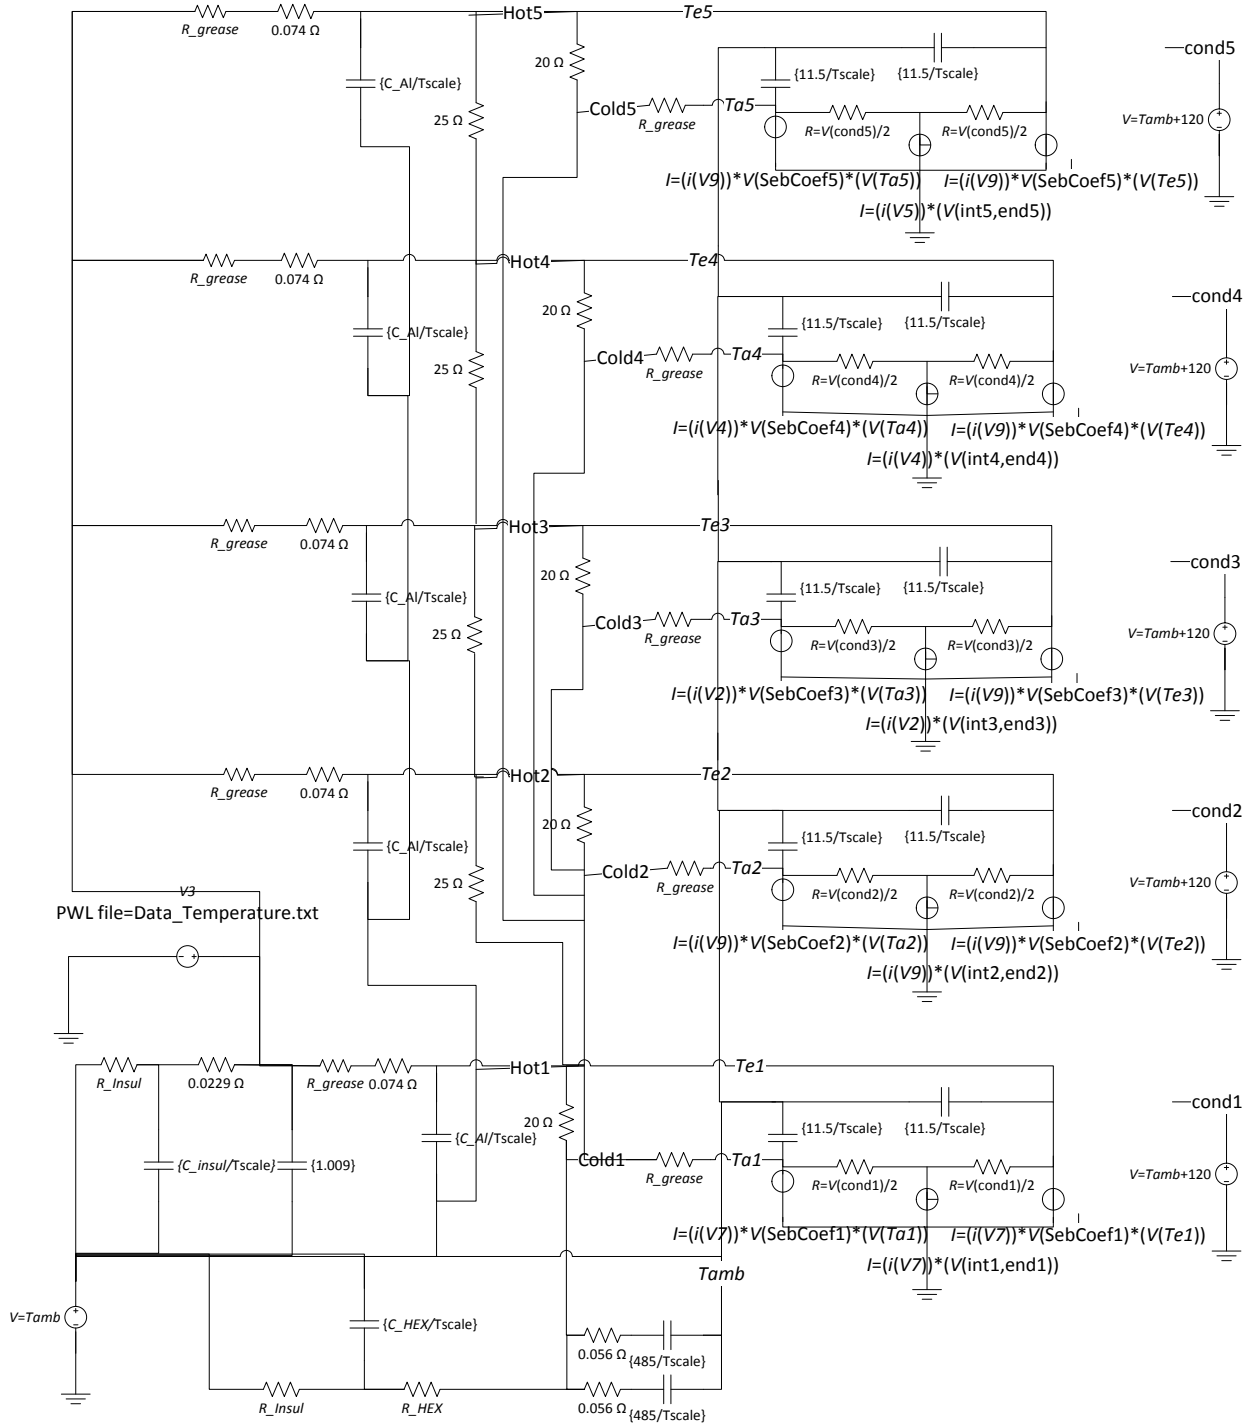 Hot5
Te5
R_grease
0.074 Ω
20 Ω
cond5
{C_Al/Tscale}
{11.5/Tscale}
{11.5/Tscale}
Cold5
Ta5
25 Ω
R_grease
R=V(cond5)/2
R=V(cond5)/2
V=Tamb+120
I=(i(V9))*V(SebCoef5)*(V(Ta5))
I=(i(V9))*V(SebCoef5)*(V(Te5))
I=(i(V5))*(V(int5,end5))
Hot4
Te4
R_grease
0.074 Ω
20 Ω
cond4
{C_Al/Tscale}
{11.5/Tscale}
{11.5/Tscale}
Cold4
Ta4
25 Ω
R_grease
R=V(cond4)/2
R=V(cond4)/2
V=Tamb+120
I=(i(V4))*V(SebCoef4)*(V(Ta4))
I=(i(V9))*V(SebCoef4)*(V(Te4))
I=(i(V4))*(V(int4,end4))
Hot3
Te3
R_grease
0.074 Ω
20 Ω
cond3
{C_Al/Tscale}
{11.5/Tscale}
{11.5/Tscale}
Cold3
Ta3
25 Ω
R_grease
R=V(cond3)/2
R=V(cond3)/2
V=Tamb+120
I=(i(V2))*V(SebCoef3)*(V(Ta3))
I=(i(V9))*V(SebCoef3)*(V(Te3))
I=(i(V2))*(V(int3,end3))
Hot2
Te2
R_grease
0.074 Ω
20 Ω
cond2
{C_Al/Tscale}
{11.5/Tscale}
{11.5/Tscale}
Cold2
Ta2
25 Ω
R_grease
R=V(cond2)/2
R=V(cond2)/2
V=Tamb+120
V3
PWL file=Data_Temperature.txt
I=(i(V9))*V(SebCoef2)*(V(Ta2))
I=(i(V9))*V(SebCoef2)*(V(Te2))
I=(i(V9))*(V(int2,end2))
Hot1
Te1
R_Insul
0.0229 Ω
R_grease
0.074 Ω
20 Ω
cond1
{C_Al/Tscale}
{11.5/Tscale}
{11.5/Tscale}
{C_insul/Tscale}
{1.009}
Cold1
Ta1
R_grease
R=V(cond1)/2
R=V(cond1)/2
V=Tamb+120
I=(i(V7))*V(SebCoef1)*(V(Ta1))
I=(i(V7))*V(SebCoef1)*(V(Te1))
I=(i(V7))*(V(int1,end1))
Tamb
V=Tamb
{C_HEX/Tscale}
0.056 Ω
{485/Tscale}
R_Insul
R_HEX
0.056 Ω
{485/Tscale}